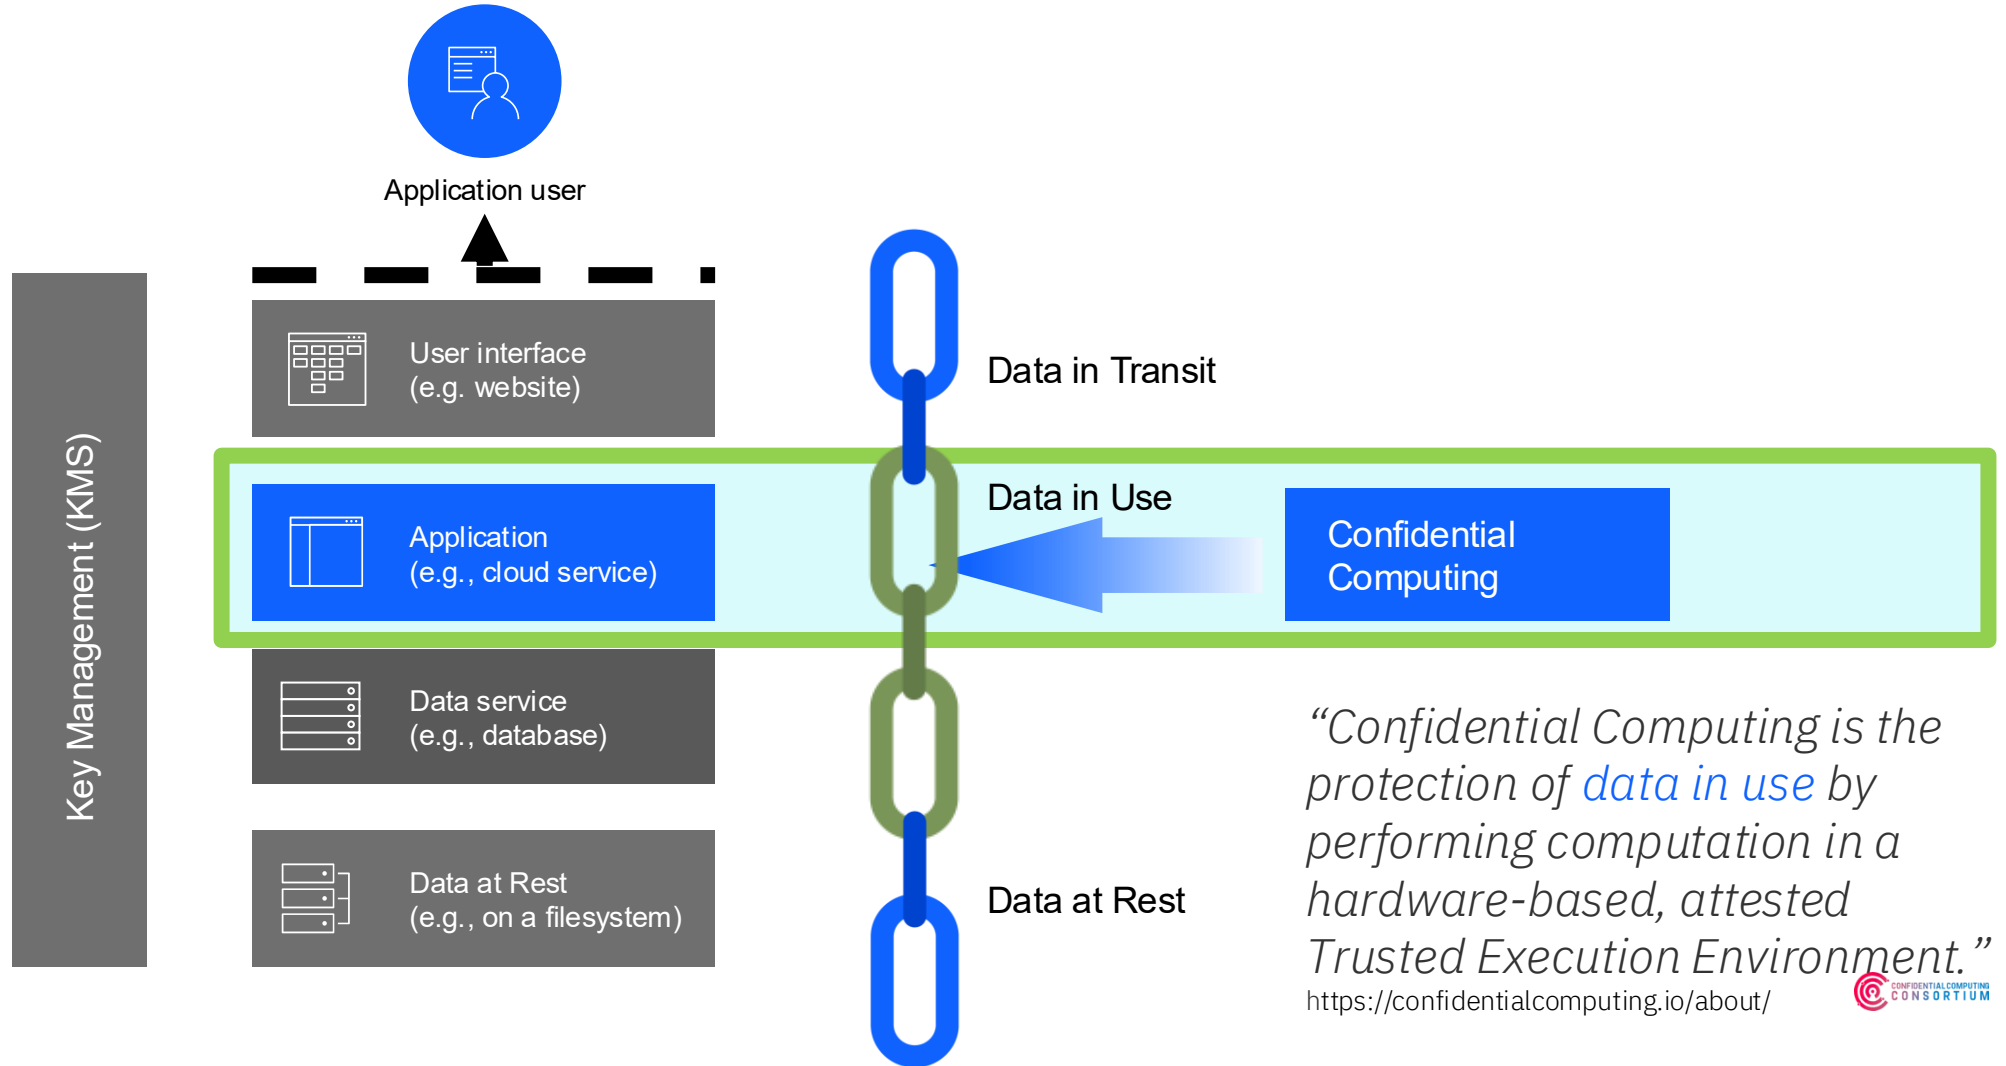 Application user
Key Management (KMS)
User interface
(e.g. website)
Application
(e.g., cloud service)
Data service
(e.g., database)
Data at Rest
(e.g., on a filesystem)
Data in Transit
Data in Use
Data at Rest
Confidential
Computing
“Confidential Computing is the
protection of data in use by
performing computation in a
hardware-based, attested
Trusted Execution Environment.”
https://confidentialcomputing.io/about/
CONFIDENTIAL COMPUTING
CONSORTIUM